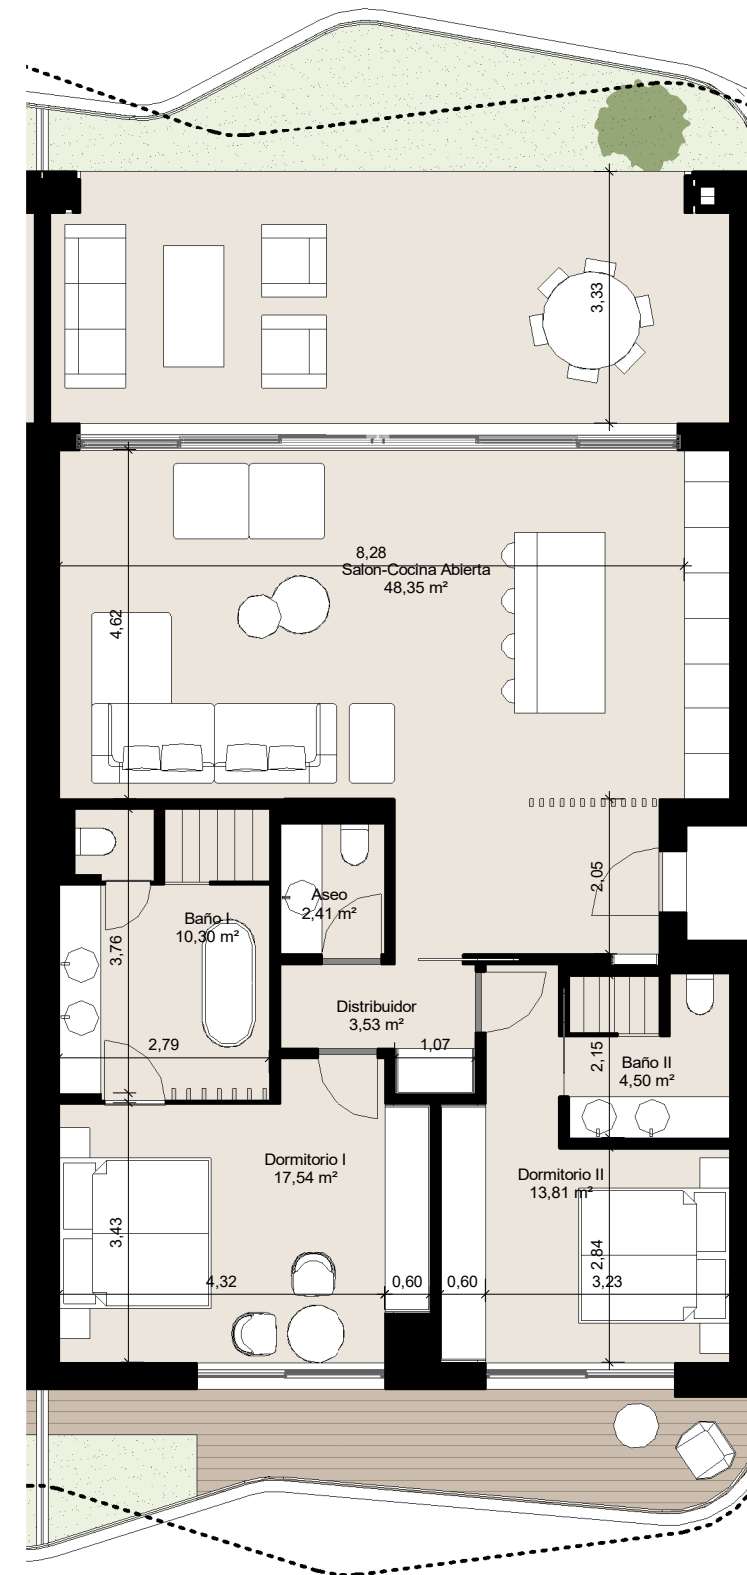 3,33
8,28
Salon-Cocina Abierta
48,35 m²
4,62
2,05
Aseo
2,41 m²
Baño I
10,30 m²
3,76
Distribuidor
3,53 m²
2,79
1,07
2,15
Baño II
4,50 m²
Dormitorio I
17,54 m²
Dormitorio II
13,81 m²
3,43
2,84
4,32
0,60
0,60
3,23